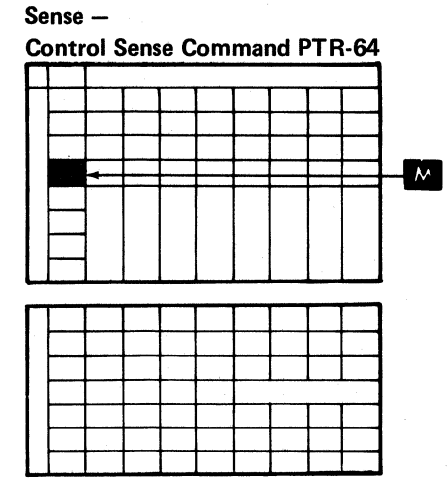 Sense —
Control Sense Command PTR-64
M